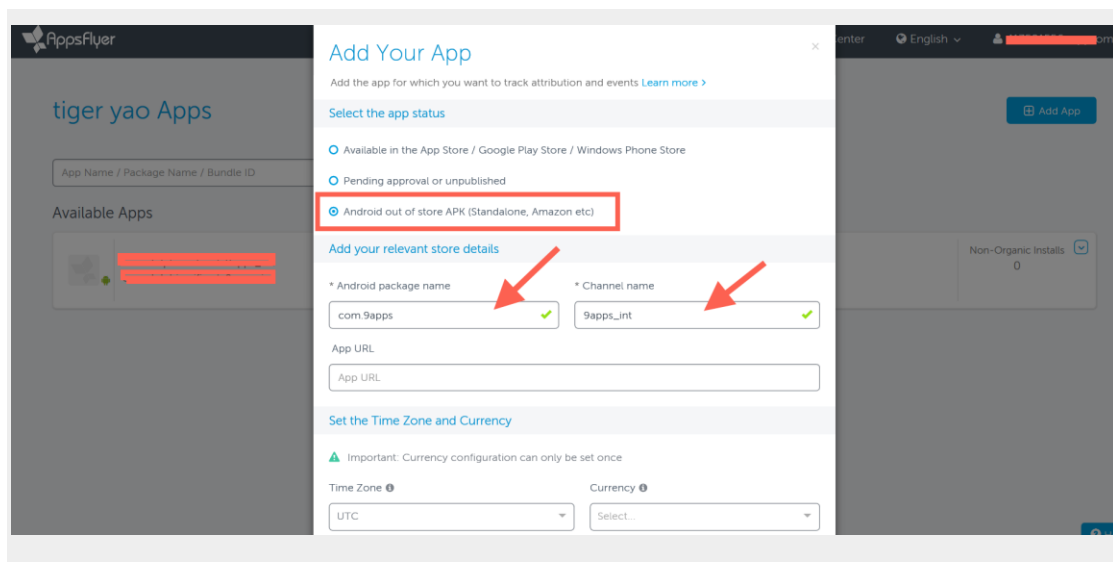 AppsFlyer
enter
English
om
Add Your App
×
Add the app for which you want to track attribution and events Learn more >
tiger yao Apps
Add App
Select the app status
Available in the App Store / Google Play Store / Windows Phone Store
App Name / Package Name / Bundle ID
Pending approval or unpublished
Available Apps
Android out of store APK (Standalone, Amazon etc)
Add your relevant store details
Non-Organic Installs
0
* Android package name
* Channel name
com.9apps
9apps_int
App URL
App URL
Set the Time Zone and Currency
Important: Currency configuration can only be set once
Time Zone
Currency
UTC
Select...